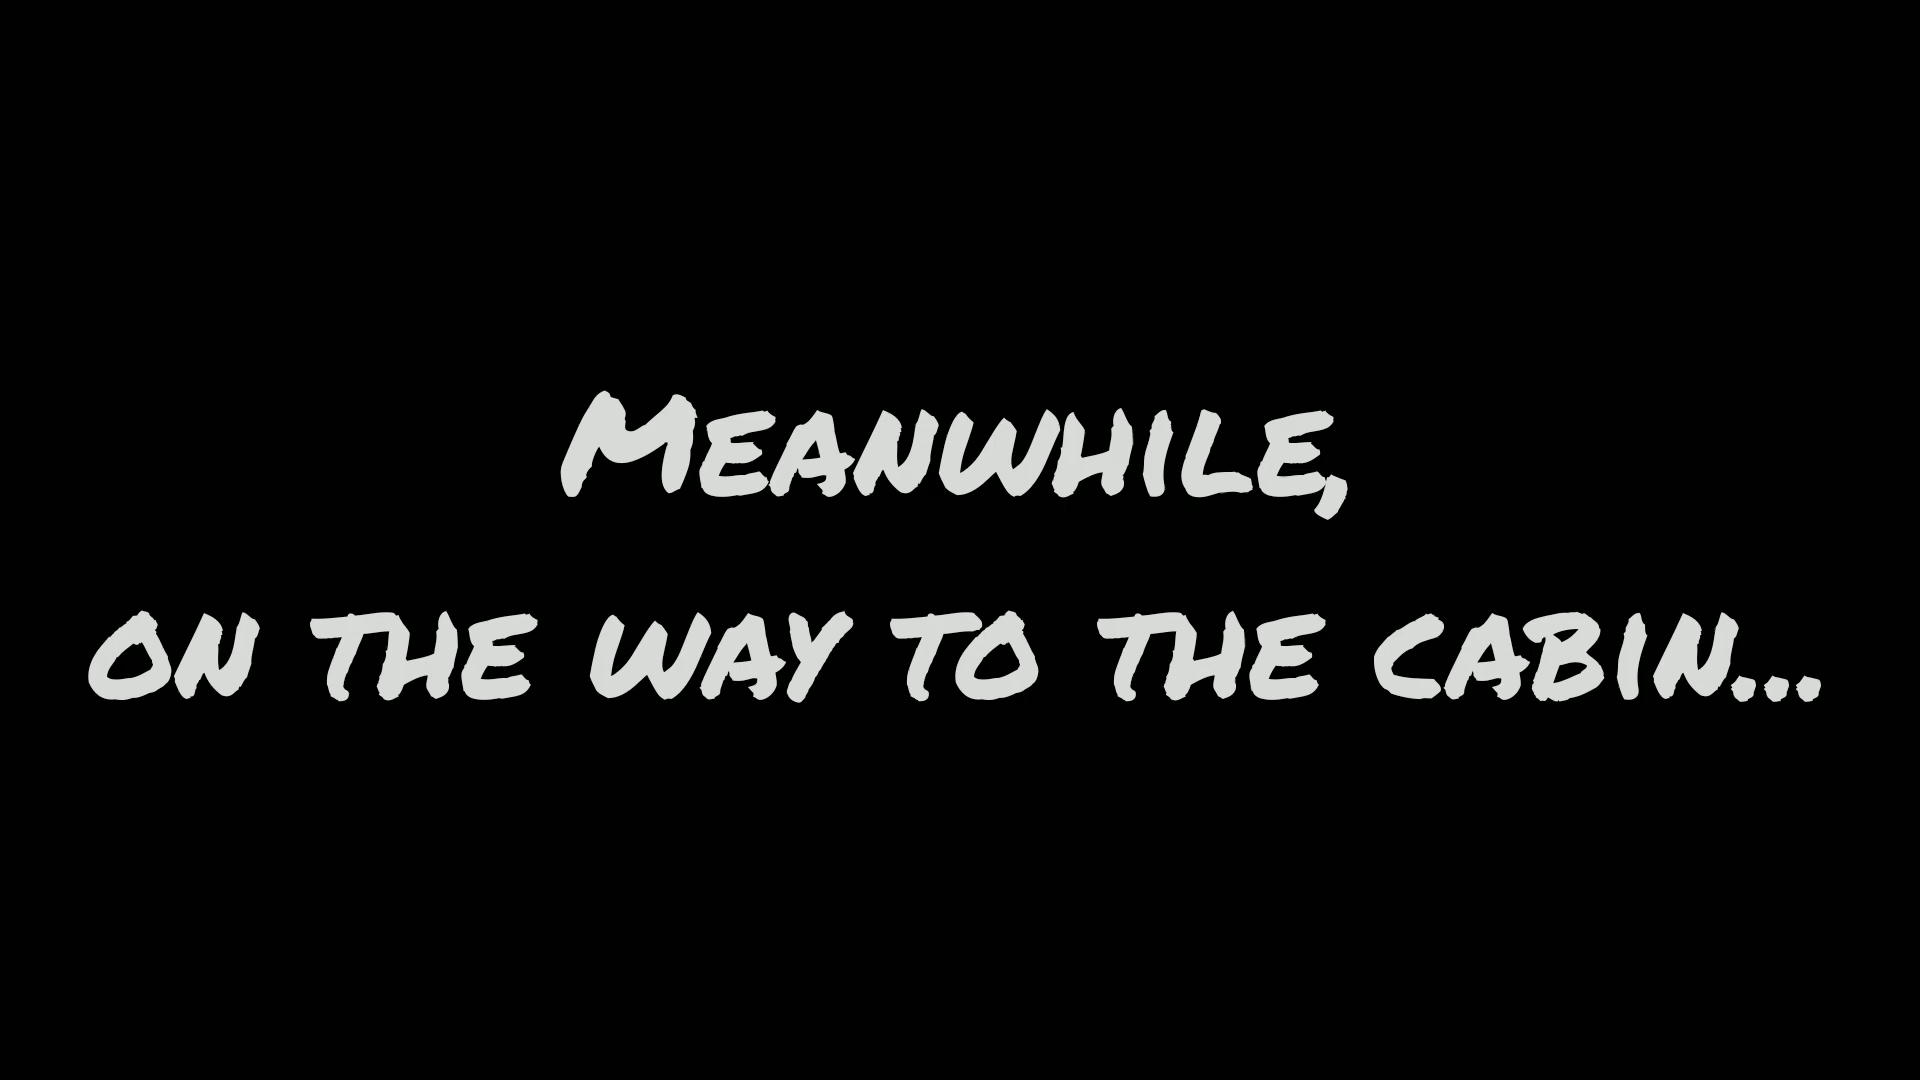 Meanwhile,
on the way to the cabin...